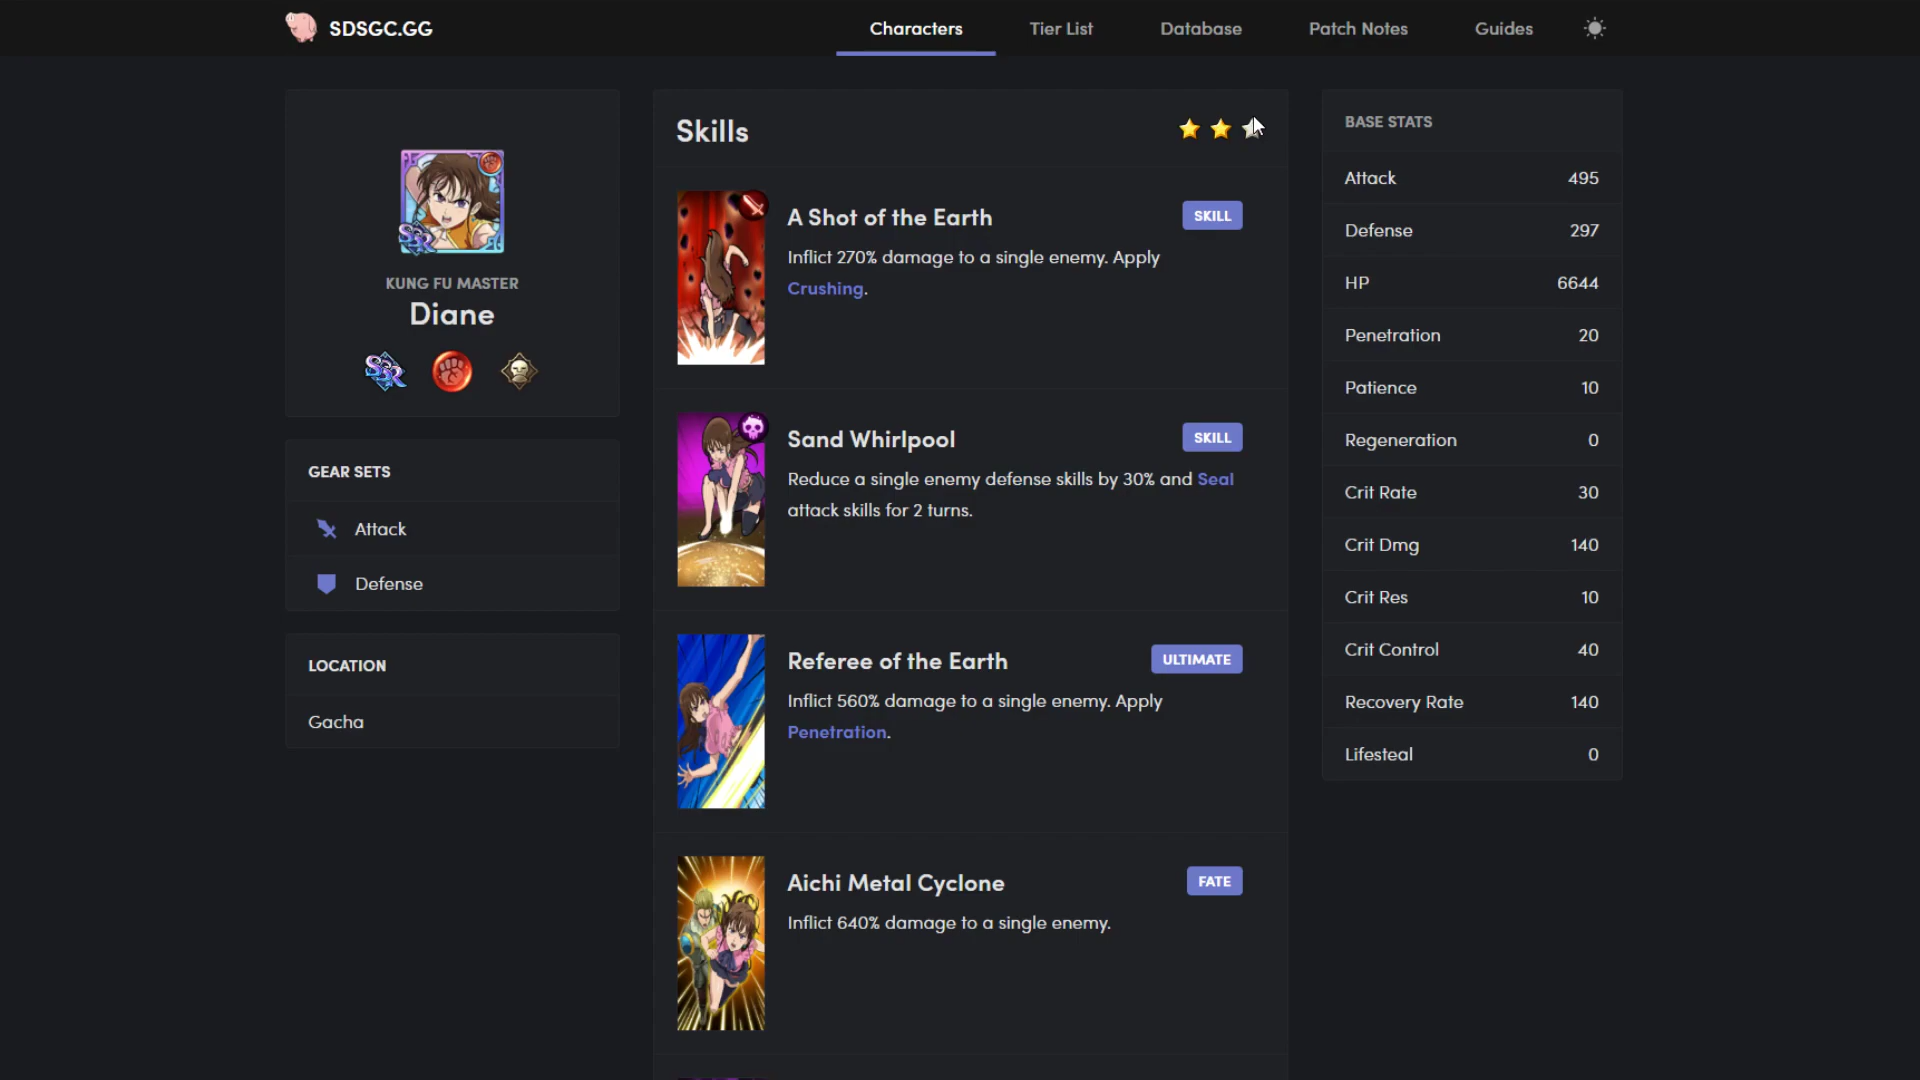 SDSGC.GG
Characters
Tier List
Database
Patch Notes
Guides
SSR
KUNG FU MASTER
Diane
SSR
GEAR SETS
Attack
Defense
LOCATION
Gacha
Skills
A Shot of the Earth
SKILL
Inflict 270% damage to a single enemy. Apply
Crushing.
Sand Whirlpool
SKILL
Reduce a single enemy defense skills by 30% and Seal
attack skills for 2 turns.
Referee of the Earth
ULTIMATE
Inflict 560% damage to a single enemy. Apply
Penetration.
Aichi Metal Cyclone
FATE
Inflict 640% damage to a single enemy.
BASE STATS
Attack 495
Defense 297
HP 6644
Penetration 20
Patience 10
Regeneration 0
Crit Rate 30
Crit Dmg 140
Crit Res 10
Crit Control 40
Recovery Rate 140
Lifesteal 0